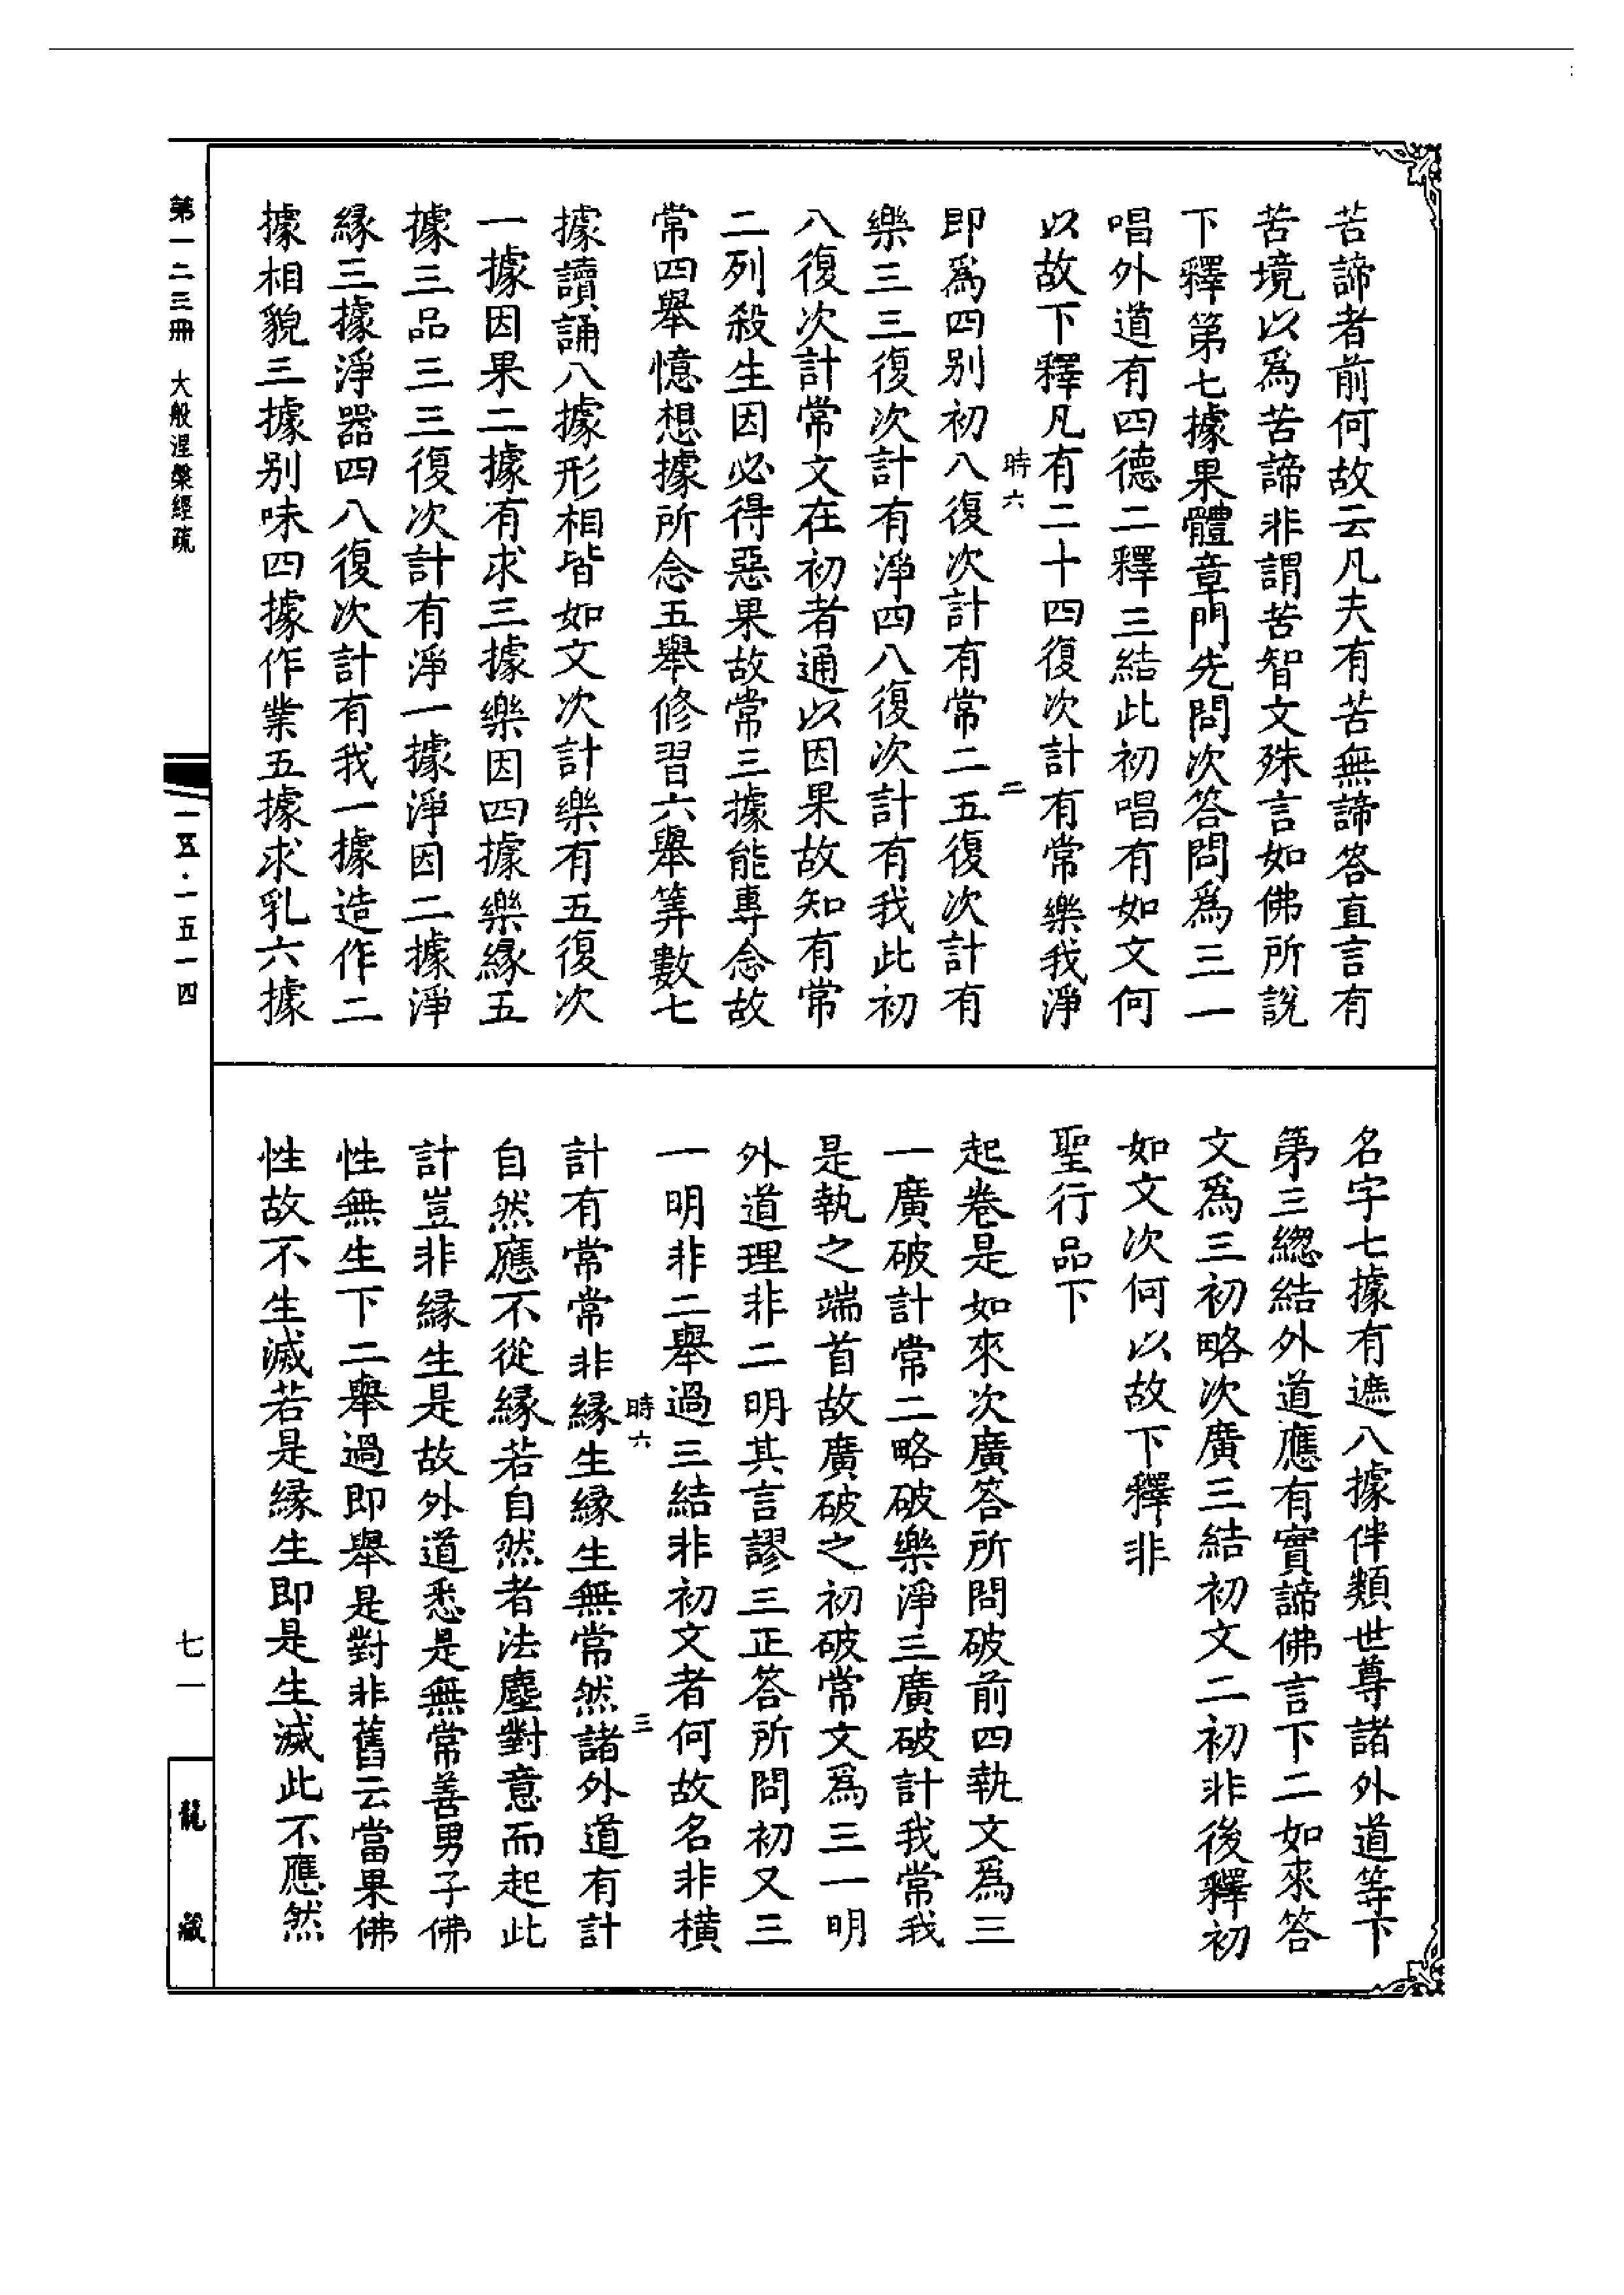 苦諦者前何故云凡夫有苦無諦答直言有
苦境以爲苦諦非謂苦智文殊言如佛所說
下釋第七據果體章門先問次答問爲三一
唱外道有四德二釋三結此初唱有如文何
以故下釋凡有二十四復次計有常樂我淨
時六
二
即爲四別初八復次計有常二五復次計有
樂三三復次計有淨四八復次計有我此初
八復次計常文在初者通以因果故知有常
二列殺生因必得惡果故常三據能專念故
常四舉憶想據所念五舉修習六舉筭數七
據讀誦八據形相皆如文次計樂有五復次
一據因果二據有求三據樂因四據樂緣五
據三品三三復次計有淨一據淨因二據淨
緣三據淨器四八復次計有我一據造作二
據相貌三據別味四據作業五據求乳六據
名字七據有遮八據伴類世尊諸外道等下
第三緫結外道應有實諦佛言下二如來答
文爲三初略次廣三結初文二初非後釋初
如文次何以故下釋非
聖行品下
起卷是如來次廣答所問破前四執文爲三
一廣破計常二略破樂淨三廣破計我常我
是執之端首故廣破之初破常文爲三一明
外道理非二明其言謬三正答所問初又三
一明非二舉過三結非初文者何故名非橫
時六
三
計有常常非緣生緣生無常然諸外道有計
自然應不從緣若自然者法塵對意而起此
計豈非緣生是故外道悉是無常善男子佛
性無生下二舉過即舉是對非舊云當果佛
性故不生滅若是緣生即是生滅此不應然
第一二三冊 大般涅槃經疏
一五·一五一四
七一
龍藏